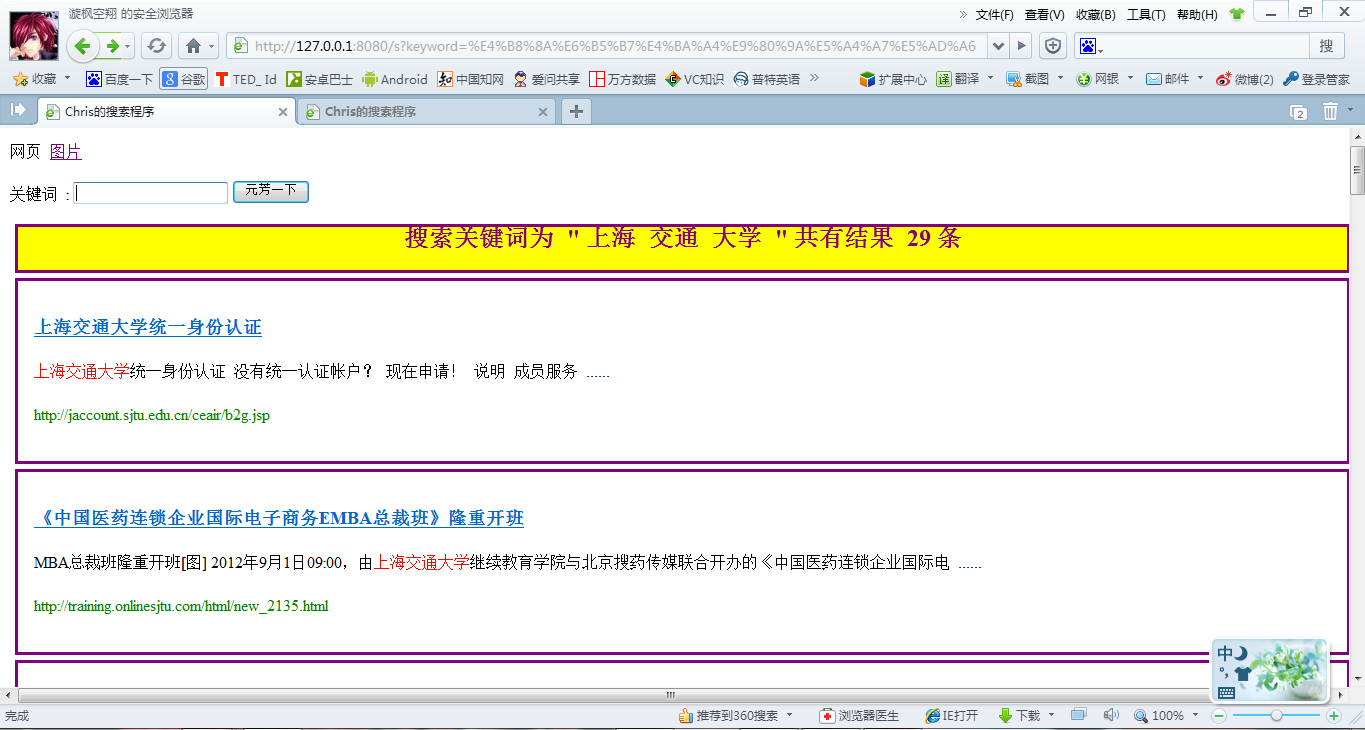 漩枫空翔 的安全浏览器
» 文件(F) 查看(V) 收藏(B) 工具(T) 帮助(H)
http://127.0.0.1:8080/s?keyword=%E4%B8%8A%E6%B5%B7%E4%BA%A4%E9%80%9A%E5%A4%A7%E5%AD%A6
搜
收藏 百度一下 谷歌 TED_ Id 安卓巴士 Android 中国知网 爱问共享 万方数据 VC知识 普特英语 » 扩展中心 翻译 截图 网银 邮件 微博(2) 登录管家
Chris的搜索程序 Chris的搜索程序 2
网页 图片
关键词 : 元芳一下
搜索关键词为 " 上海 交通 大学 " 共有结果 29 条
上海交通大学统一身份认证
上海交通大学统一身份认证 没有统一认证帐户？ 现在申请！ 说明 成员服务 ......
http://jaccount.sjtu.edu.cn/ceair/b2g.jsp
《中国医药连锁企业国际电子商务EMBA总裁班》隆重开班
MBA总裁班隆重开班[图] 2012年9月1日09:00，由上海交通大学继续教育学院与北京搜药传媒联合开办的《中国医药连锁企业国际电 ......
http://training.onlinesjtu.com/html/new_2135.html
中
完成 推荐到360搜索 浏览器医生 IE打开 下载 100%